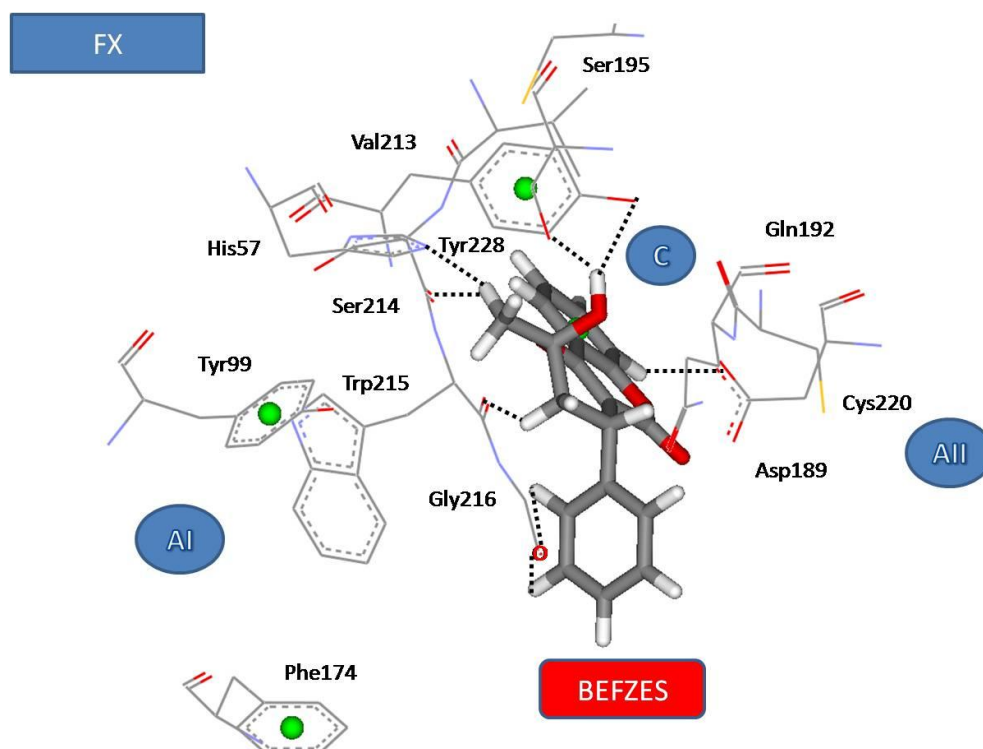 FX
Ser195
Val213
C
Gln192
His57
Tyr228
Ser214
Tyr99
Trp215
Cys220
AII
Asp189
Gly216
AI
O
Phe174
BEFZES